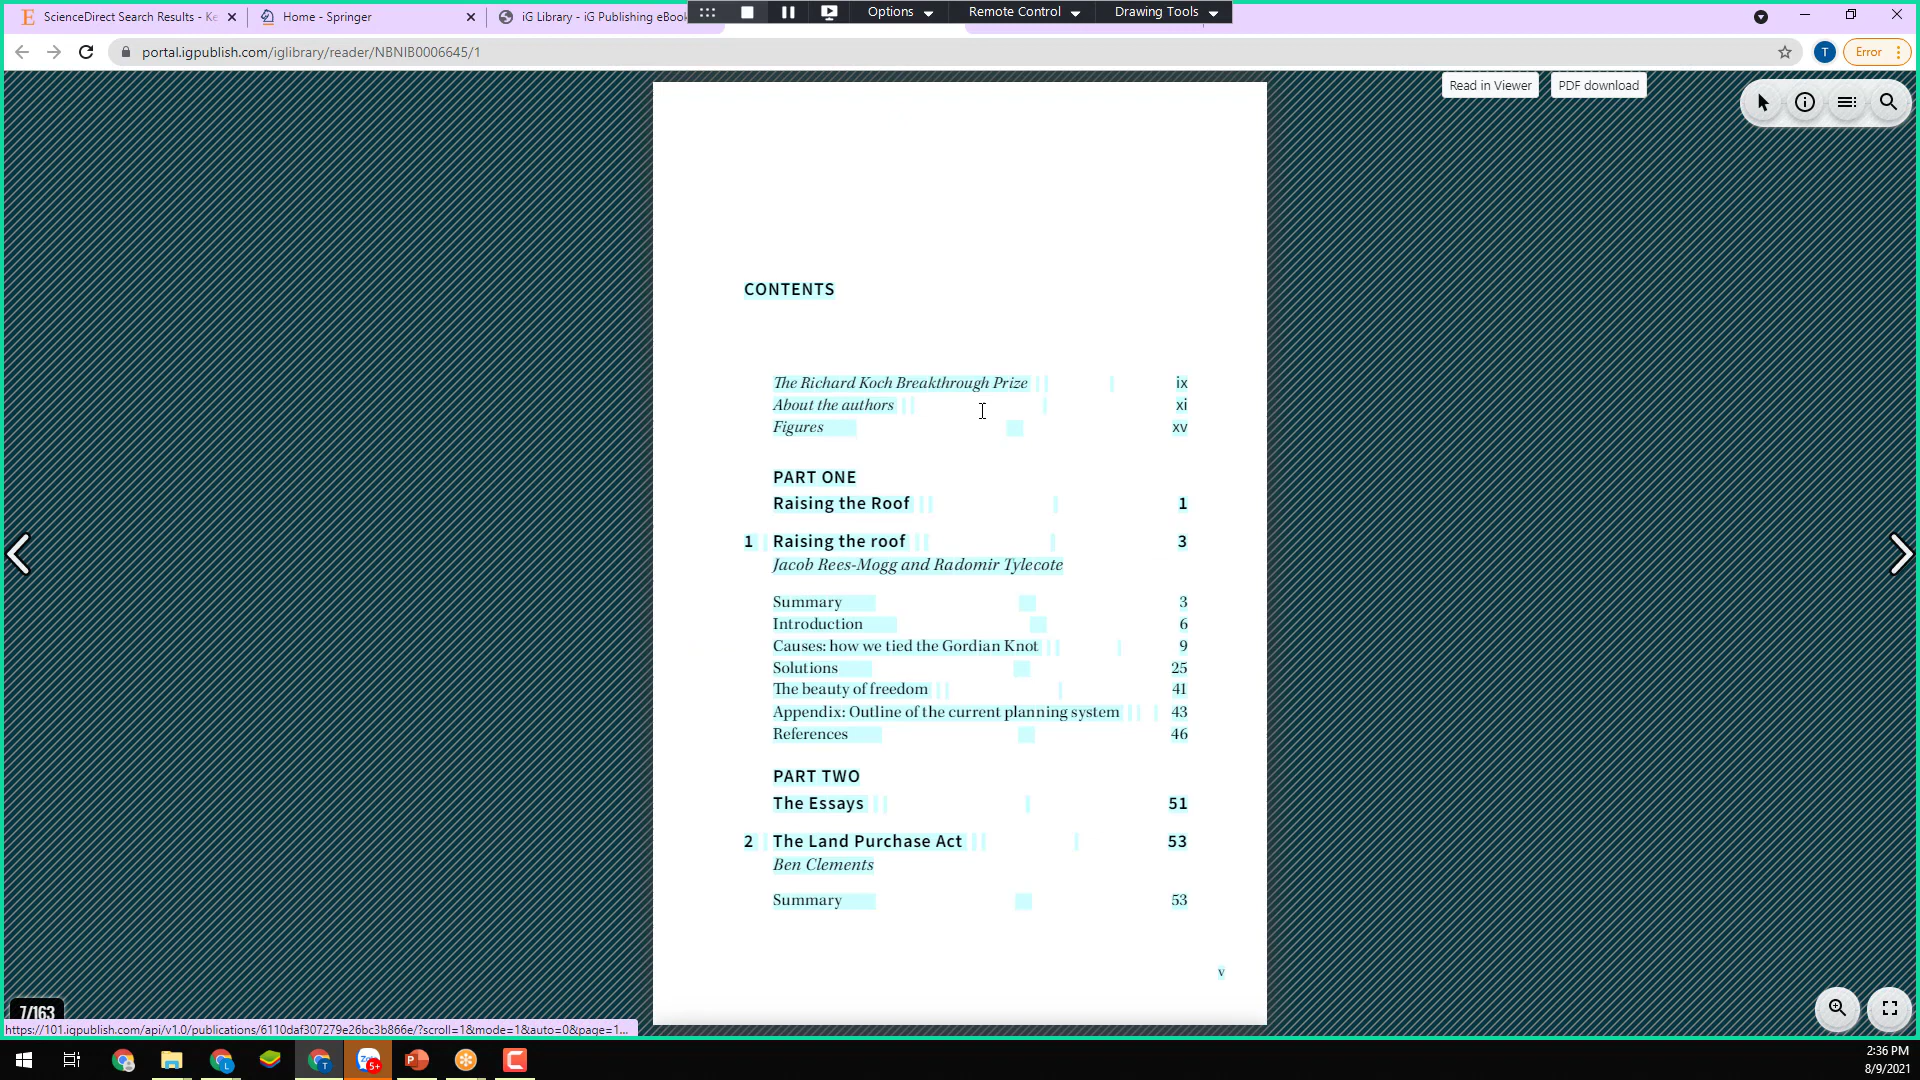 ScienceDirect Search Results - Ke
Home - Springer
iG Library - iG Publishing eBook
Options
Remote Control
Drawing Tools
portal.igpublish.com/iglibrary/reader/NBNIB0006645/1
T
Error
Read in Viewer
PDF download
CONTENTS
The Richard Koch Breakthrough Prize ix
About the authors xi
Figures xv
PART ONE
Raising the Roof 1
1 Raising the roof 3
Jacob Rees-Mogg and Radomir Tylecote
Summary 3
Introduction 6
Causes: how we tied the Gordian Knot 9
Solutions 25
The beauty of freedom 41
Appendix: Outline of the current planning system 43
References 46
PART TWO
The Essays 51
2 The Land Purchase Act 53
Ben Clements
Summary 53
v
7/163
https://101.igpublish.com/api/v1.0/publications/6110daf307279e26bc3b866e/?scroll=1&mode=1&auto=0&page=1...
2:36 PM
8/9/2021